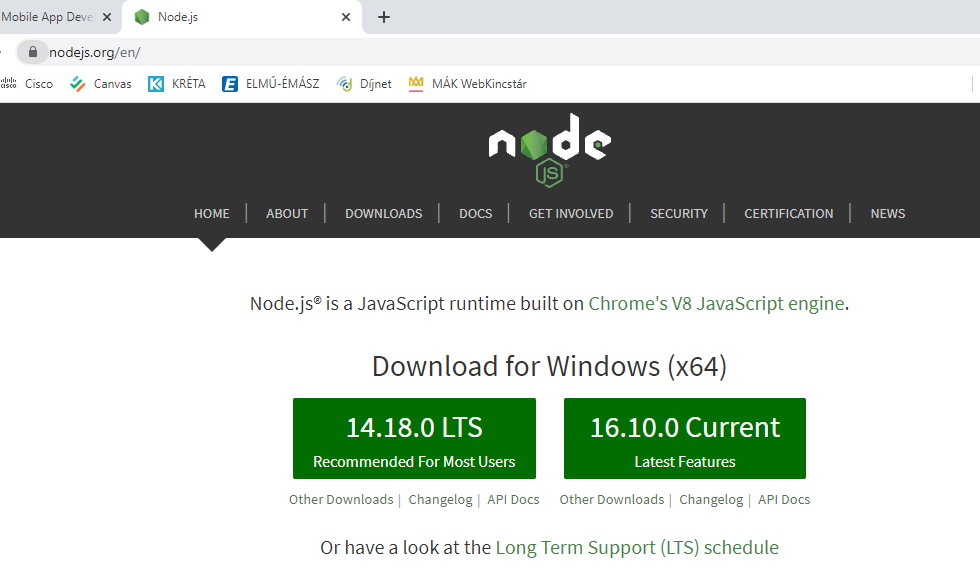 Mobile App Deve
Node.js
nodejs.org/en/
cisco Cisco Canvas KRÉTA ELMŰ-ÉMÁSZ Díjnet MÁK WebKincstár
node
JS
HOME | ABOUT | DOWNLOADS | DOCS | GET INVOLVED | SECURITY | CERTIFICATION | NEWS
Node.js® is a JavaScript runtime built on Chrome's V8 JavaScript engine.
Download for Windows (x64)
14.18.0 LTS
Recommended For Most Users
16.10.0 Current
Latest Features
Other Downloads | Changelog | API Docs
Other Downloads | Changelog | API Docs
Or have a look at the Long Term Support (LTS) schedule